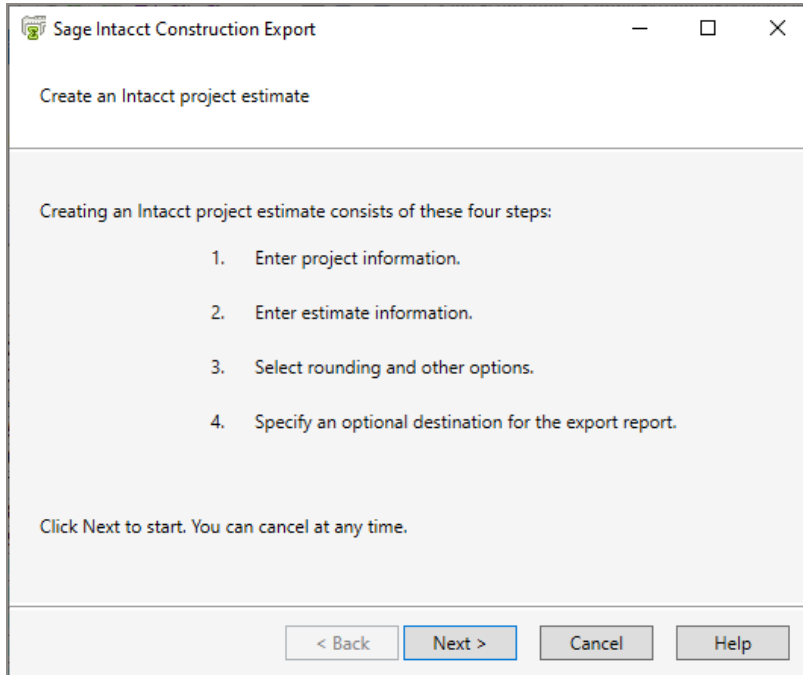 Sage Intacct Construction Export
Create an Intacct project estimate
Creating an Intacct project estimate consists of these four steps:
1. Enter project information.
2. Enter estimate information.
3. Select rounding and other options.
4. Specify an optional destination for the export report.
Click Next to start. You can cancel at any time.
< Back Next > Cancel Help